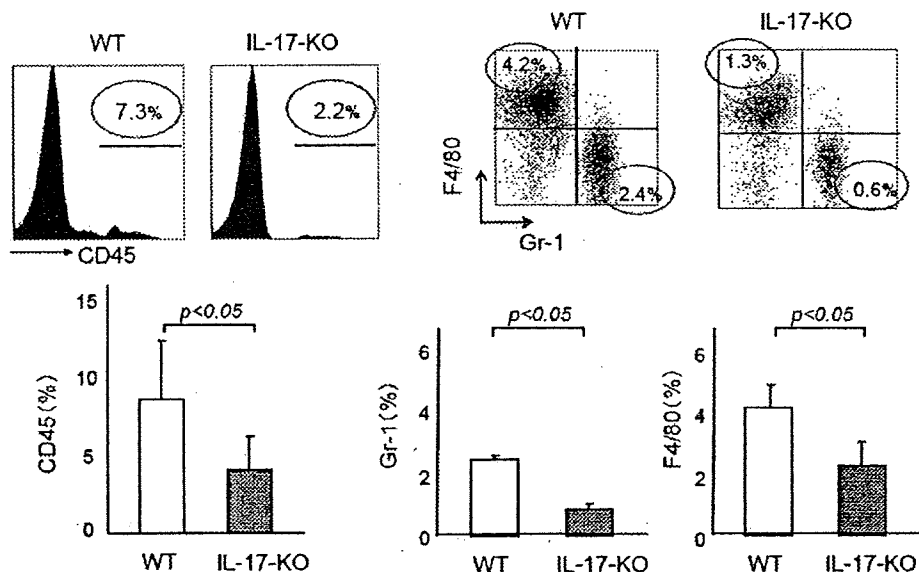 WT
IL-17-KO
7.3%
2.2%
CD45
WT
IL-17-KO
4.2%
1.3%
2.4%
0.6%
F4/80
Gr-1
15
10
5
0
CD45(%)
p<0.05
WT
IL-17-KO
6
4
2
0
Gr-1(%)
p<0.05
WT
IL-17-KO
6
4
2
0
F4/80(%)
p<0.05
WT
IL-17-KO